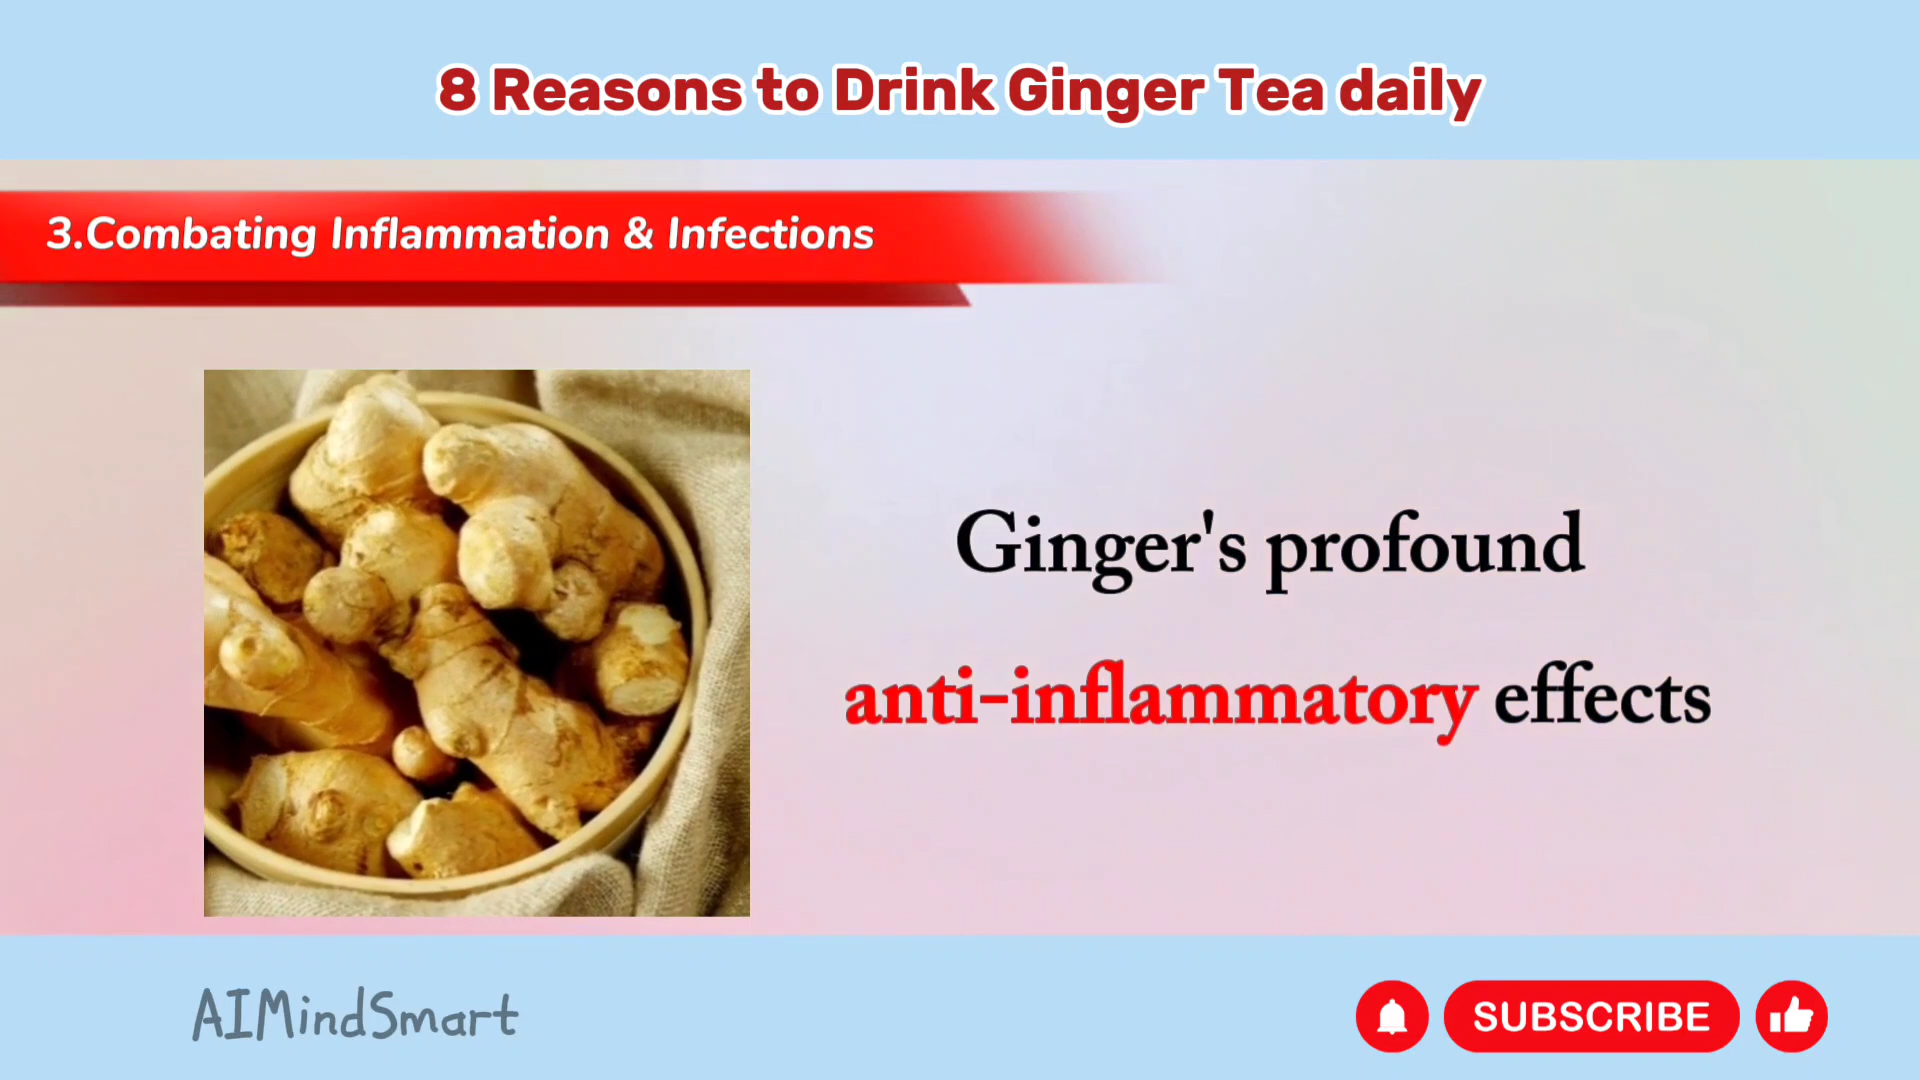 8 Reasons to Drink Ginger Tea daily
3.Combating Inflammation & Infections
Ginger's profound
anti-inflammatory effects
AIMindSmart
SUBSCRIBE